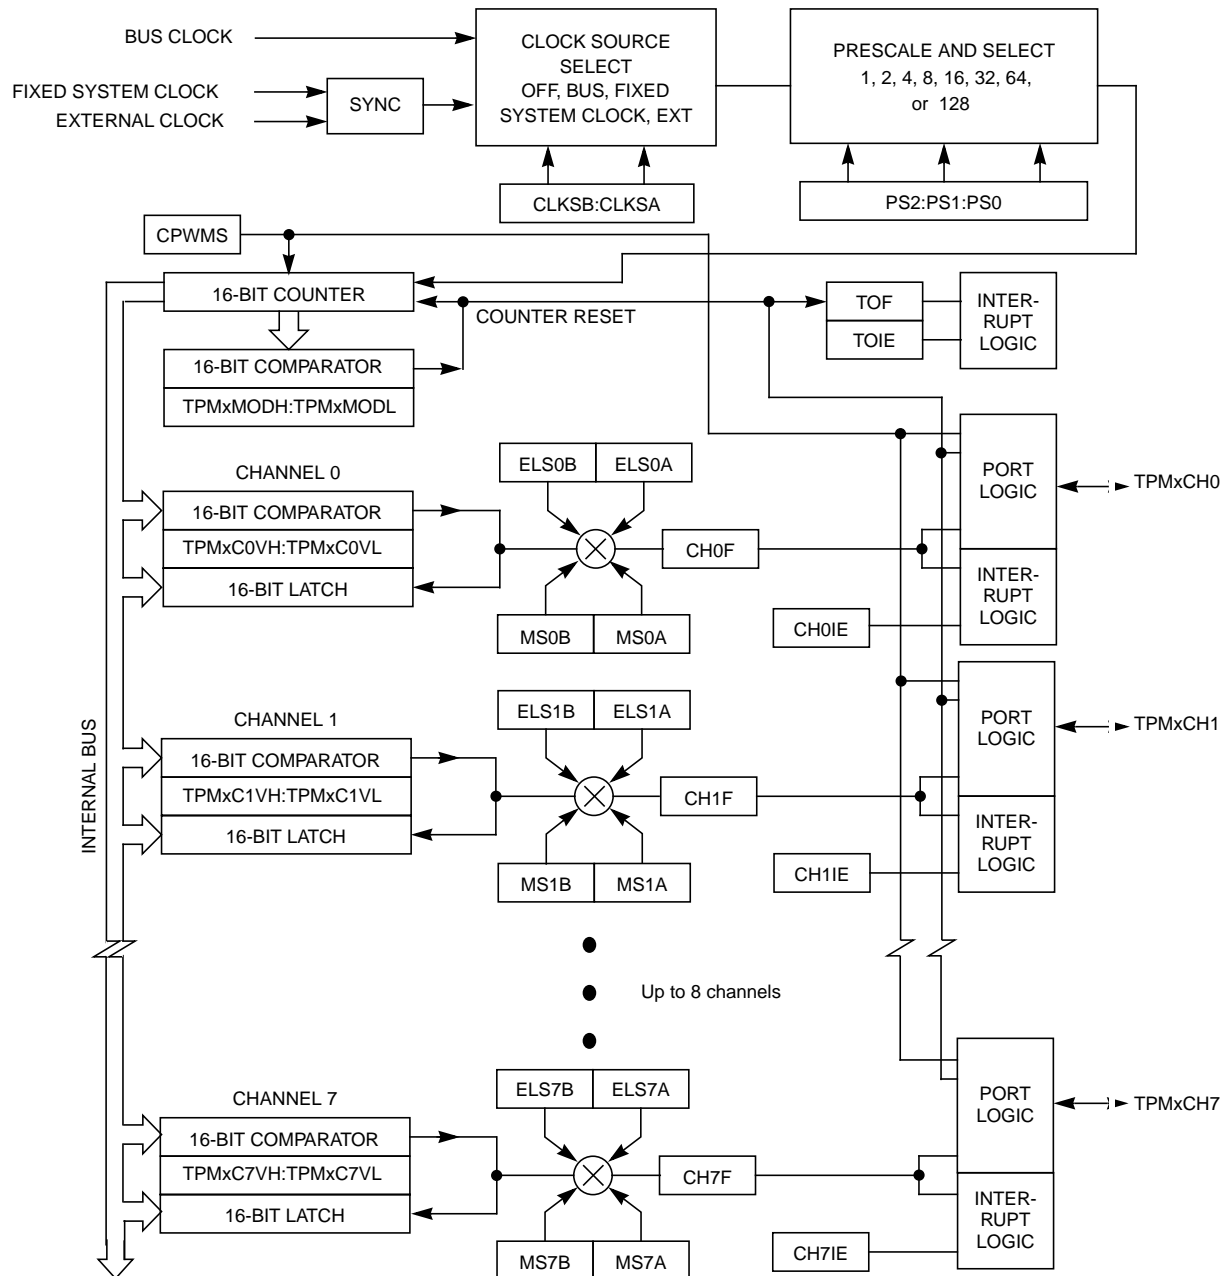 BUS CLOCK
FIXED SYSTEM CLOCK
EXTERNAL CLOCK
SYNC
CLOCK SOURCE
SELECT
OFF, BUS, FIXED
SYSTEM CLOCK, EXT
PRESCALE AND SELECT
1, 2, 4, 8, 16, 32, 64,
or 128
CLKSB:CLKSA
PS2:PS1:PS0
CPWMS
16-BIT COUNTER
COUNTER RESET
TOF
TOIE
INTER-
RUPT
LOGIC
16-BIT COMPARATOR
TPMxMODH:TPMxMODL
INTERNAL BUS
CHANNEL 0
16-BIT COMPARATOR
TPMxC0VH:TPMxC0VL
16-BIT LATCH
ELS0B
ELS0A
MS0B
MS0A
CH0F
CH0IE
PORT
LOGIC
INTER-
RUPT
LOGIC
TPMxCH0
CHANNEL 1
16-BIT COMPARATOR
TPMxC1VH:TPMxC1VL
16-BIT LATCH
ELS1B
ELS1A
MS1B
MS1A
CH1F
CH1IE
PORT
LOGIC
INTER-
RUPT
LOGIC
TPMxCH1
Up to 8 channels
CHANNEL 7
16-BIT COMPARATOR
TPMxC7VH:TPMxC7VL
16-BIT LATCH
ELS7B
ELS7A
MS7B
MS7A
CH7F
CH7IE
PORT
LOGIC
INTER-
RUPT
LOGIC
TPMxCH7